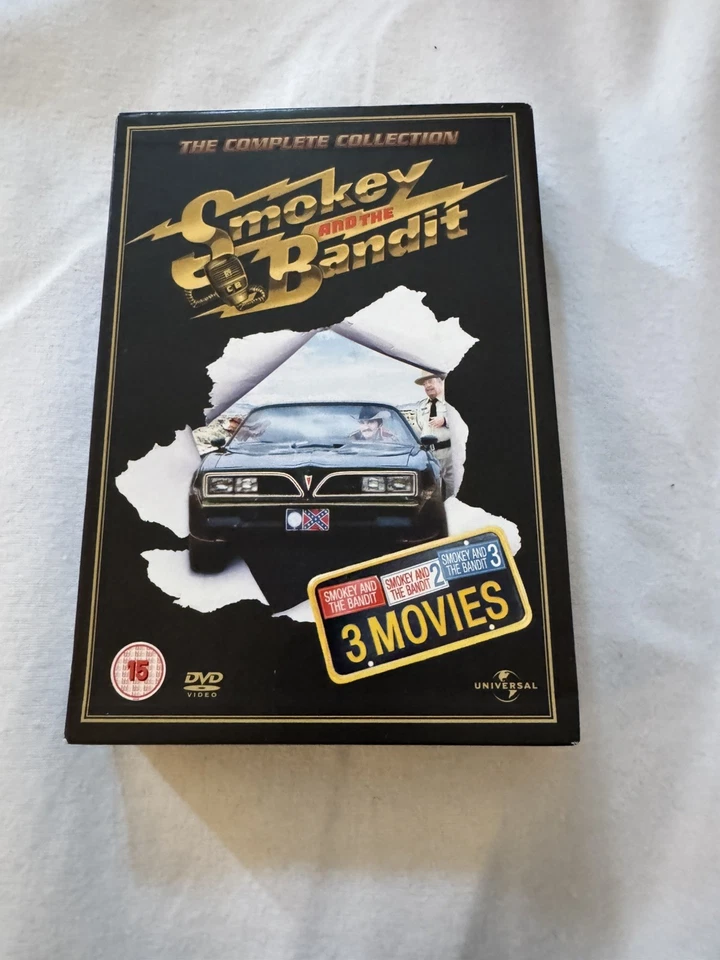 THE COMPLETE COLLECTION
Smokey
AND THE
Bandit
CB
SMOKEY AND
THE BANDIT
SMOKEY AND
THE BANDIT 2
SMOKEY AND
THE BANDIT 3
3 MOVIES
15
DVD
VIDEO
UNIVERSAL